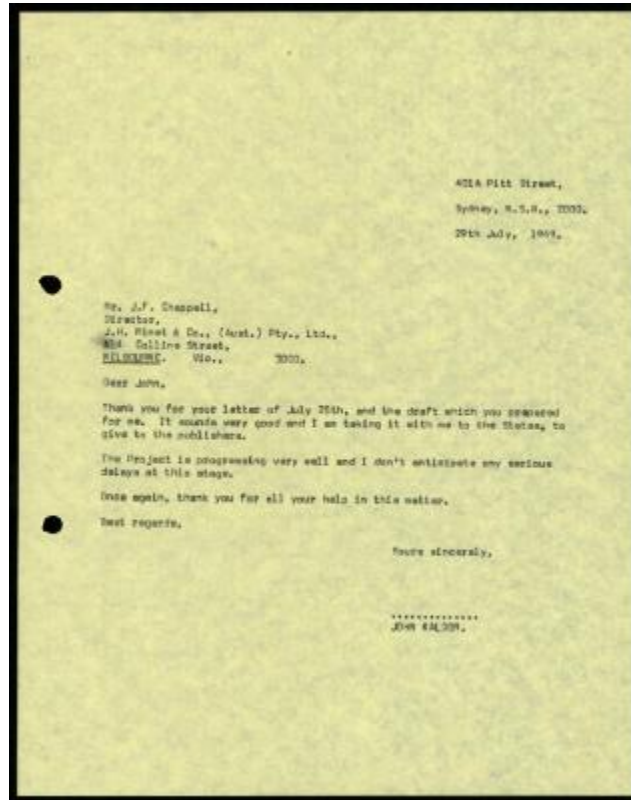 401A Pitt Street,
Sydney, N.S.W., 2000.
29th July, 1969.
Mr. J.F. Chappell,
Director,
J.H. Minet & Co., (Aust.) Pty., Ltd.,
Collins Street,
MELBOURNE. Vic., 3000.
Dear John,
Thank you for your letter of July 25th, and the draft which you prepared
for me. It sounds very good and I am taking it with me to the States, to
give to the publishers.
The Project is progressing very well and I don't anticipate any serious
delays at this stage.
Once again, thank you for all your help in this matter.
Best regards,
Yours sincerely,
..............
JOHN KALDOR.